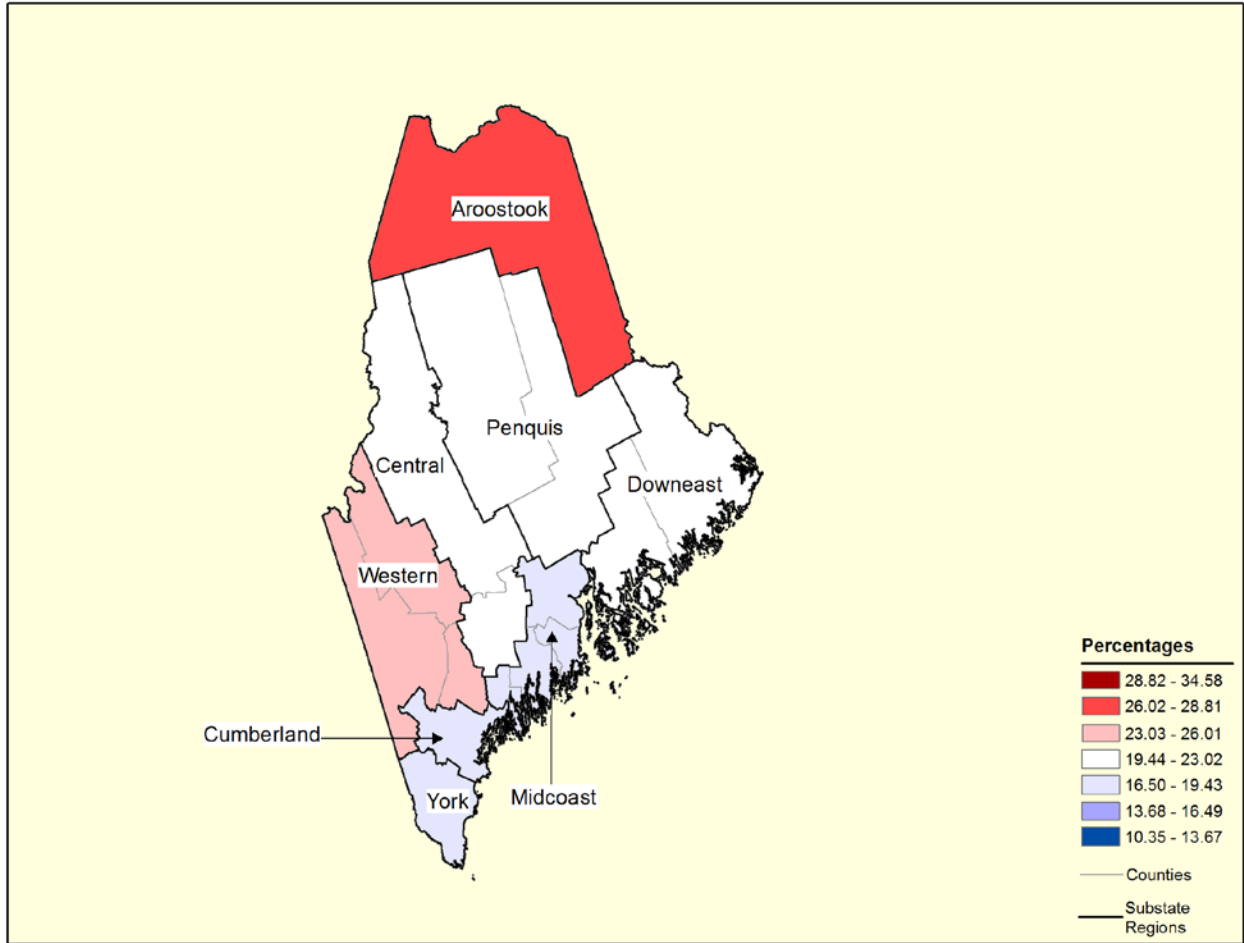 Aroostook
Penquis
Central
Downeast
Western
Cumberland
York
Midcoast
Percentages
28.82 - 34.58
26.02 - 28.81
23.03 - 26.01
19.44 - 23.02
16.50 - 19.43
13.68 - 16.49
10.35 - 13.67
Counties
Substate
Regions